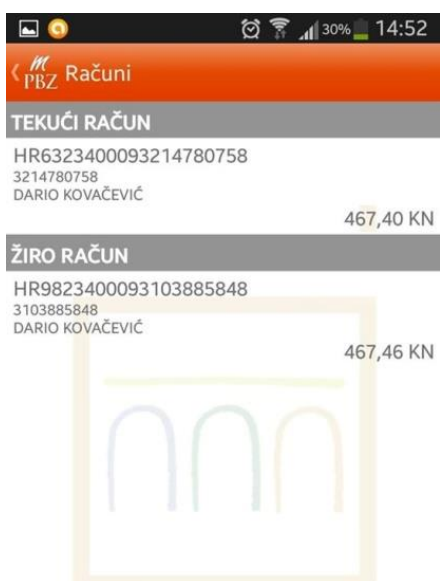 30% 14:52
m
PBZ Računi
TEKUĆI RAČUN
HR6323400093214780758
3214780758
DARIO KOVAČEVIĆ
467,40 KN
ŽIRO RAČUN
HR9823400093103885848
3103885848
DARIO KOVAČEVIĆ
467,46 KN